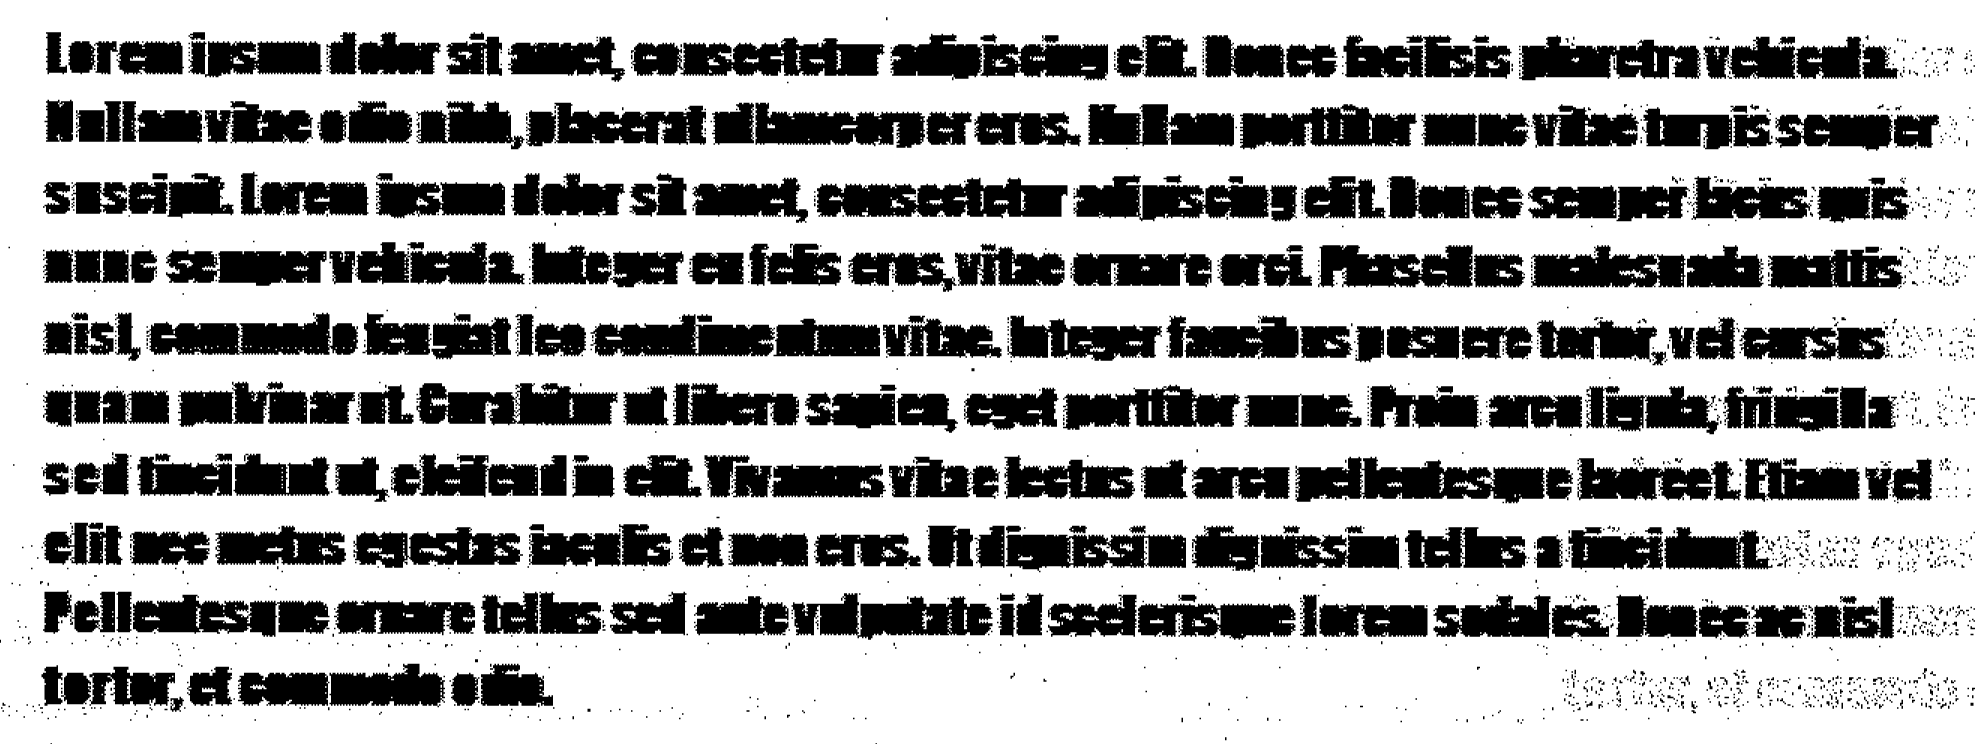 Lorem ipsum dolor sit amet, consectetur adipiscing elit. Donec facilisis pharetra vehicula.
Nullam vitae odio nibh, placerat ullamcorper eros. Nullam porttitor nunc vitae turpis semper
suscipit. Lorem ipsum dolor sit amet, consectetur adipiscing elit. Donec semper lacus quis
nunc semper vehicula. Integer eu felis eros, vitae ornare orci. Phasellus malesuada mattis
nisl, commodo feugiat leo condimentum vitae. Integer faucibus posuere tortor, vel cursus
quam pulvinar ut. Curabitur ut libero sapien, eget porttitor nunc. Proin arcu ligula, fringilla
sed tincidunt ut, eleifend in elit. Vivamus vitae lectus ut arcu pellentesque laoreet. Etiam vel
elit nec metus egestas iaculis et non eros. Ut dignissim dignissim tellus a tincidunt.
Pellentesque ornare tellus sed ante vulputate id scelerisque lorem sodales. Donec ac nisl
tortor, et commodo odio.